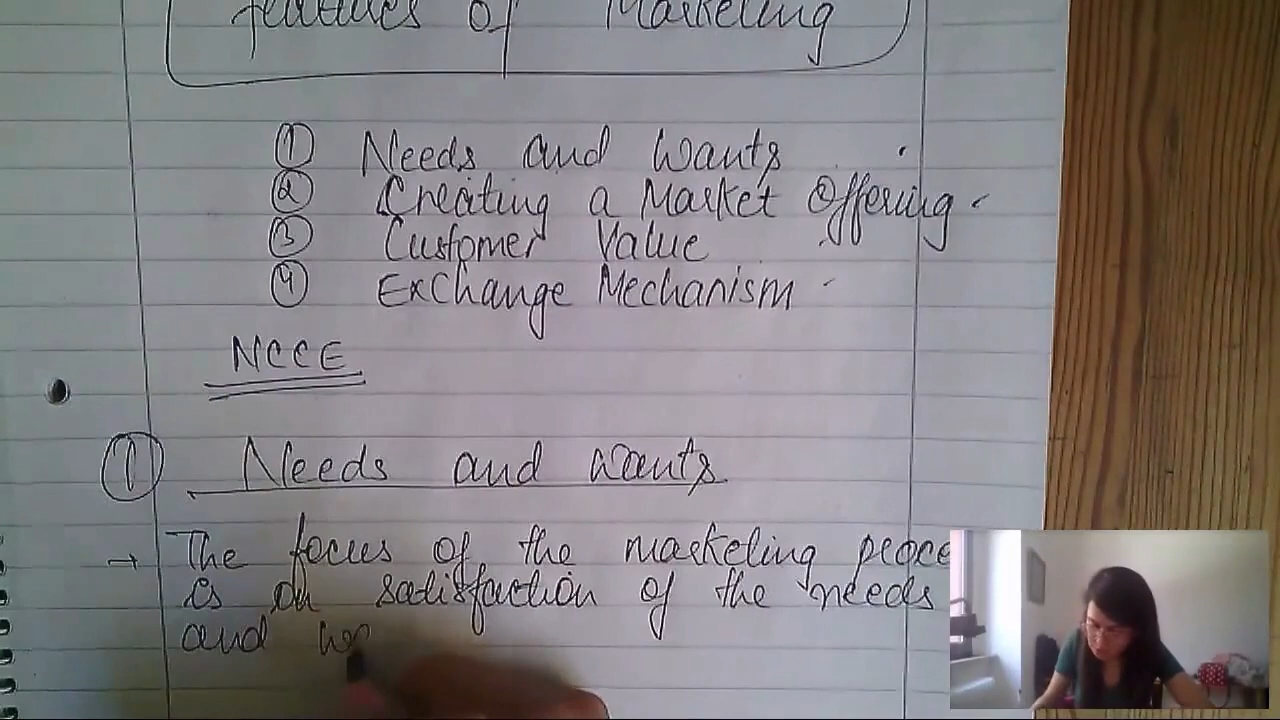 features of Marketing
1 Needs and wants
2 Creating a Market Offering
3 Customer Value
4 Exchange Mechanism
NCCE
1 Needs and wants
→ The focus of the marketing
is on satisfaction of the needs
and